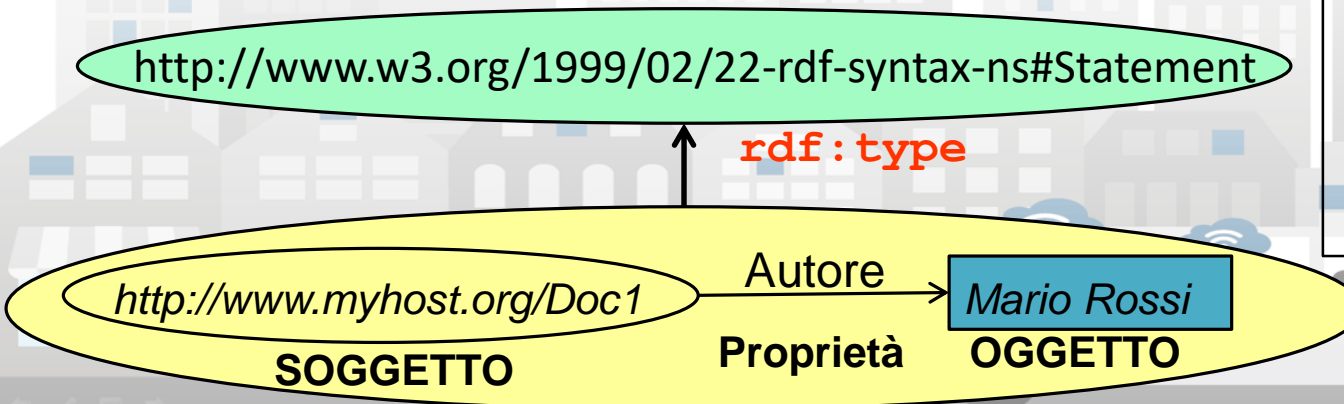 http://www.w3.org/1999/02/22-rdf-syntax-ns#Statement
rdf:type
http://www.myhost.org/Doc1 Autore Mario Rossi
SOGGETTO Proprietà OGGETTO